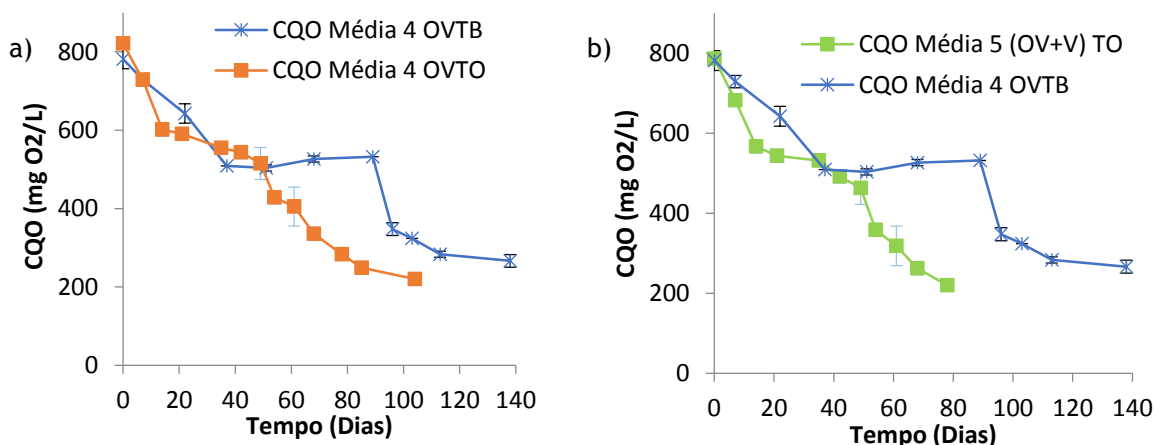 a)
CQO Média 4 OVTB
CQO Média 4 OVTO
800
600
400
200
0
CQO (mg O2/L)
0 20 40 60 80 100 120 140
Tempo (Dias)
b)
CQO Média 5 (OV+V) TO
CQO Média 4 OVTB
800
600
400
200
0
CQO (mg O2/L)
0 20 40 60 80 100 120 140
Tempo (Dias)